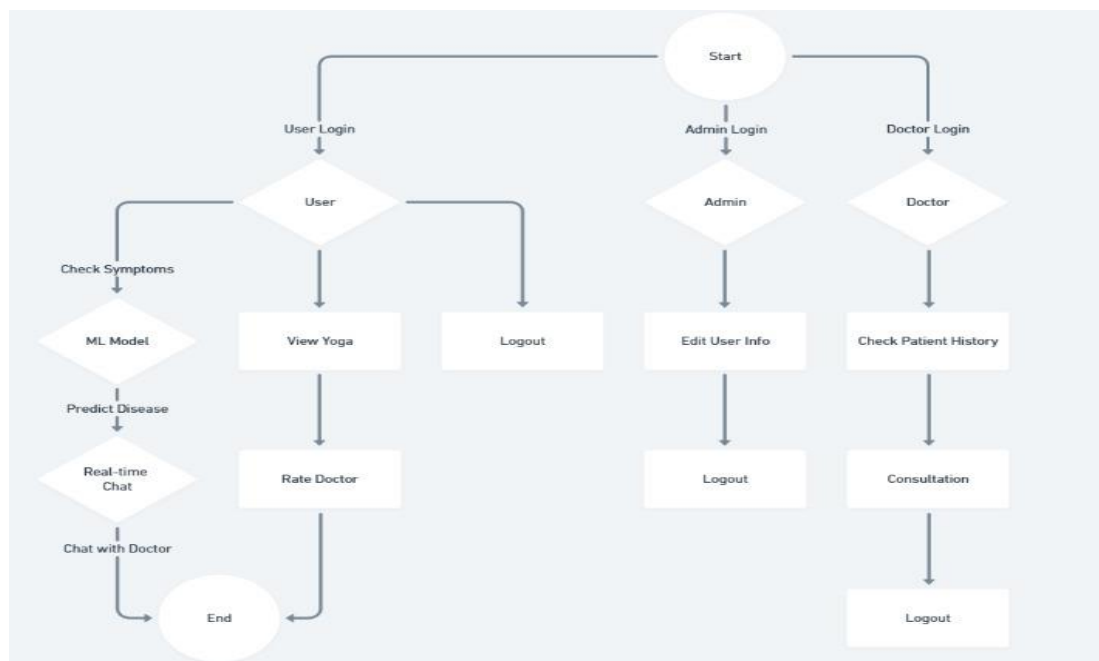 Start
User Login
Admin Login
Doctor Login
User
Admin
Doctor
Check Symptoms
ML Model
View Yoga
Logout
Edit User Info
Check Patient History
Predict Disease
Real-time
Chat
Rate Doctor
Logout
Consultation
Chat with Doctor
End
Logout